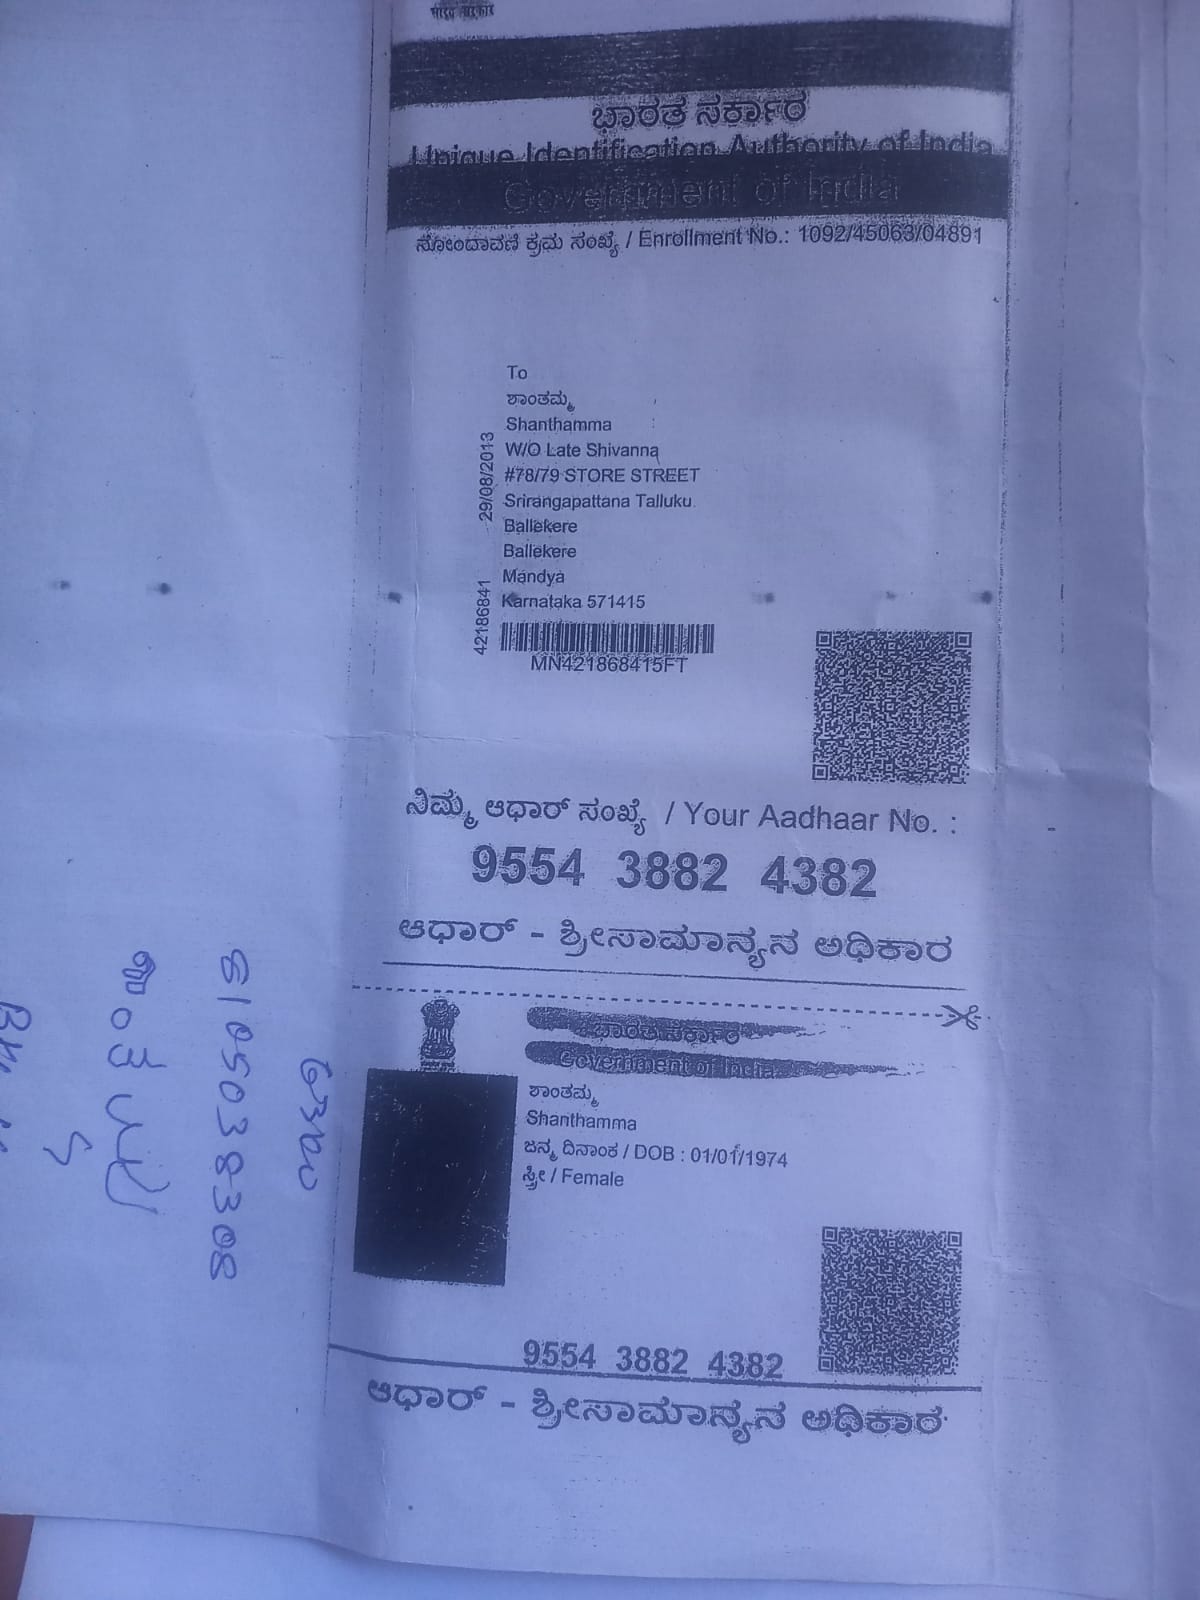 भारत सरकार
ಭಾರತ ಸರ್ಕಾರ
Unique Identification Authority of India
Government of India
ನೋಂದಾವಣಿ ಕ್ರಮ ಸಂಖ್ಯೆ / Enrollment No.: 1092/45063/04891
To
ಶಾಂತಮ್ಮ
Shanthamma
W/O Late Shivanna
#78/79 STORE STREET
Srirangapattana Talluku
Ballekere
Ballekere
Mandya
Karnataka 571415
29/08/2013
42186841
MN421868415FT
ನಿಮ್ಮ ಆಧಾರ್ ಸಂಖ್ಯೆ / Your Aadhaar No. :
9554 3882 4382
ಆಧಾರ್ - ಶ್ರೀಸಾಮಾನ್ಯನ ಅಧಿಕಾರ
ಭಾರತ ಸರ್ಕಾರ
Government of India
ಶಾಂತಮ್ಮ
Shanthamma
ಜನ್ಮ ದಿನಾಂಕ / DOB : 01/01/1974
ಸ್ತ್ರೀ / Female
9554 3882 4382
ಆಧಾರ್ - ಶ್ರೀಸಾಮಾನ್ಯನ ಅಧಿಕಾರ